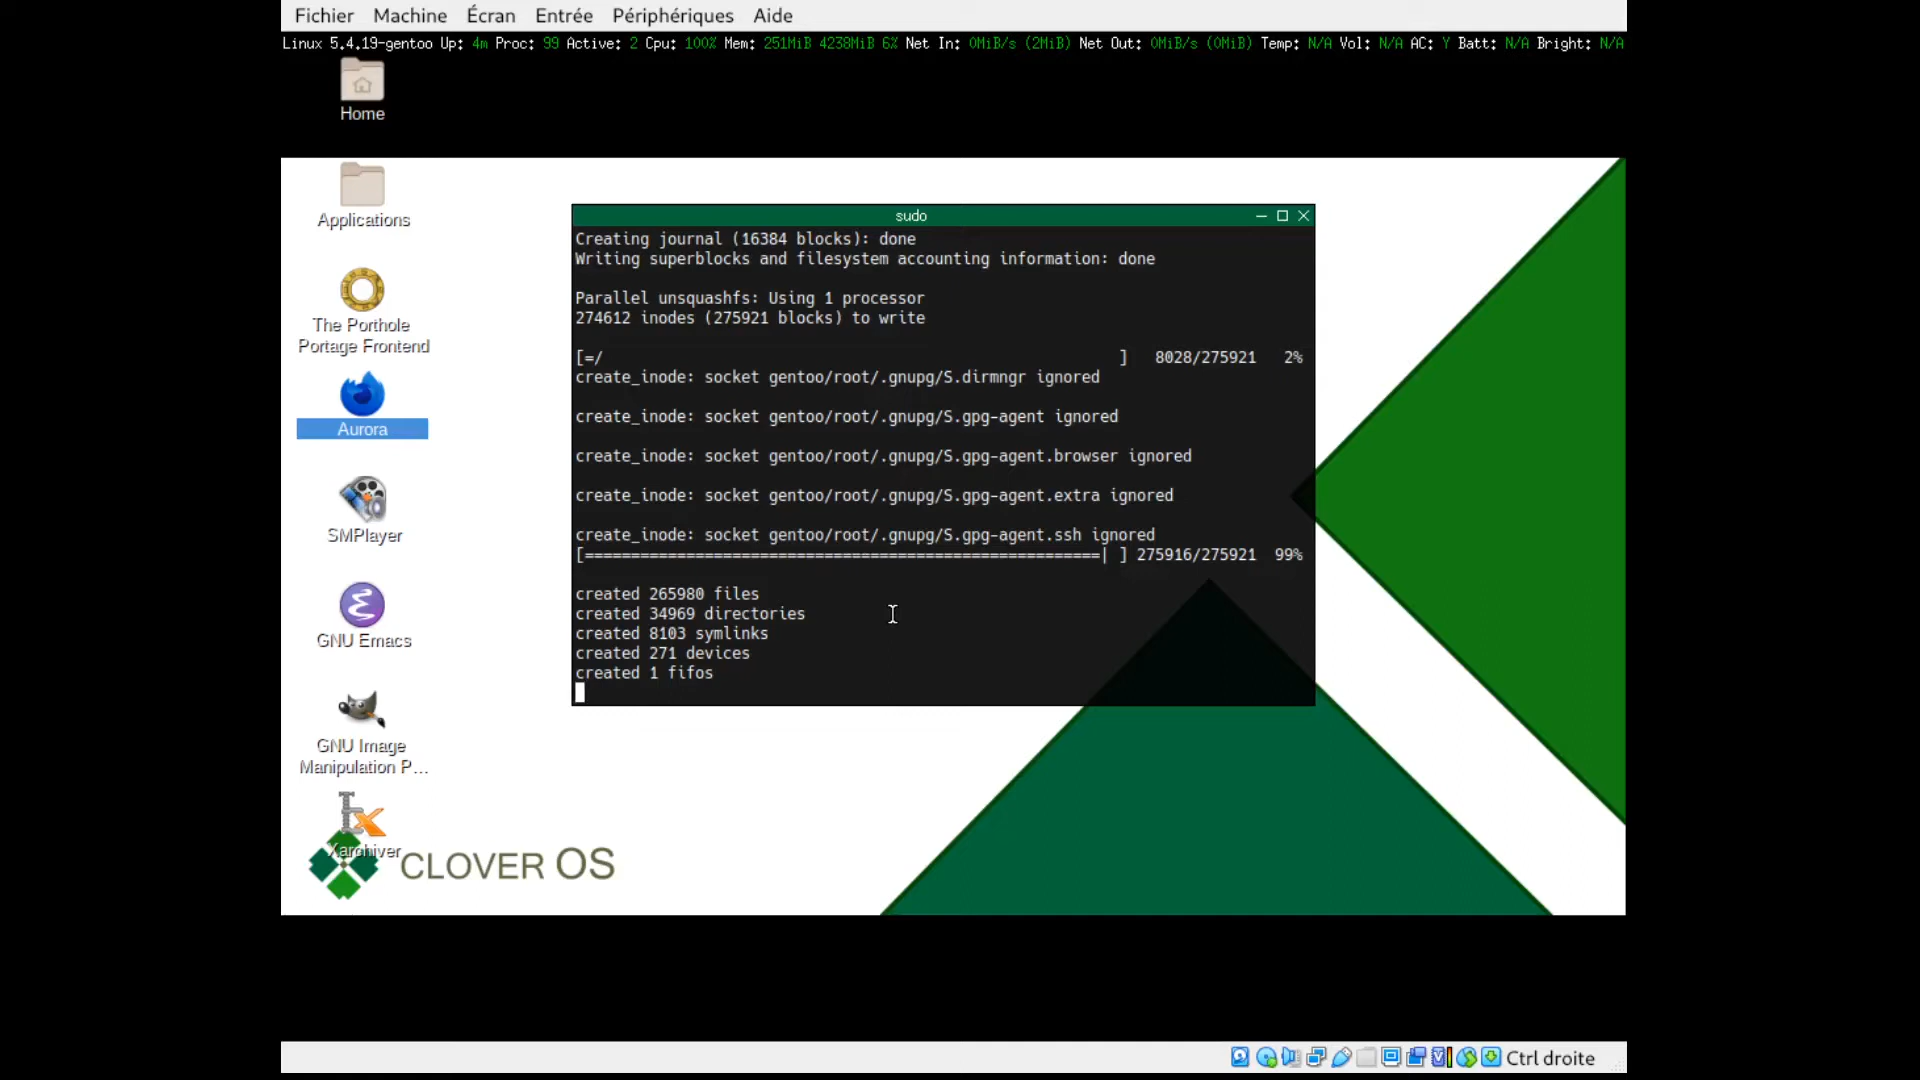 Fichier Machine Écran Entrée Périphériques Aide
Linux 5.4.19-gentoo Up: 4m Proc: 99 Active: 2 Cpu: 100% Mem: 251MiB 4238MiB 6% Net In: 0MiB/s (2MiB) Net Out: 0MiB/s (0MiB) Temp: N/A Vol: N/A AC: Y Batt: N/A Bright: N/A
Home
Applications
The Porthole
Portage Frontend
Aurora
SMPlayer
GNU Emacs
GNU Image
Manipulation P...
Xarchiver
CLOVER OS
sudo
Creating journal (16384 blocks): done
Writing superblocks and filesystem accounting information: done
Parallel unsquashfs: Using 1 processor
274612 inodes (275921 blocks) to write
[=/ ] 8028/275921 2%
create_inode: socket gentoo/root/.gnupg/S.dirmngr ignored
create_inode: socket gentoo/root/.gnupg/S.gpg-agent ignored
create_inode: socket gentoo/root/.gnupg/S.gpg-agent.browser ignored
create_inode: socket gentoo/root/.gnupg/S.gpg-agent.extra ignored
create_inode: socket gentoo/root/.gnupg/S.gpg-agent.ssh ignored
[========================================================| ] 275916/275921 99%
created 265980 files
created 34969 directories
created 8103 symlinks
created 271 devices
created 1 fifos
Ctrl droite